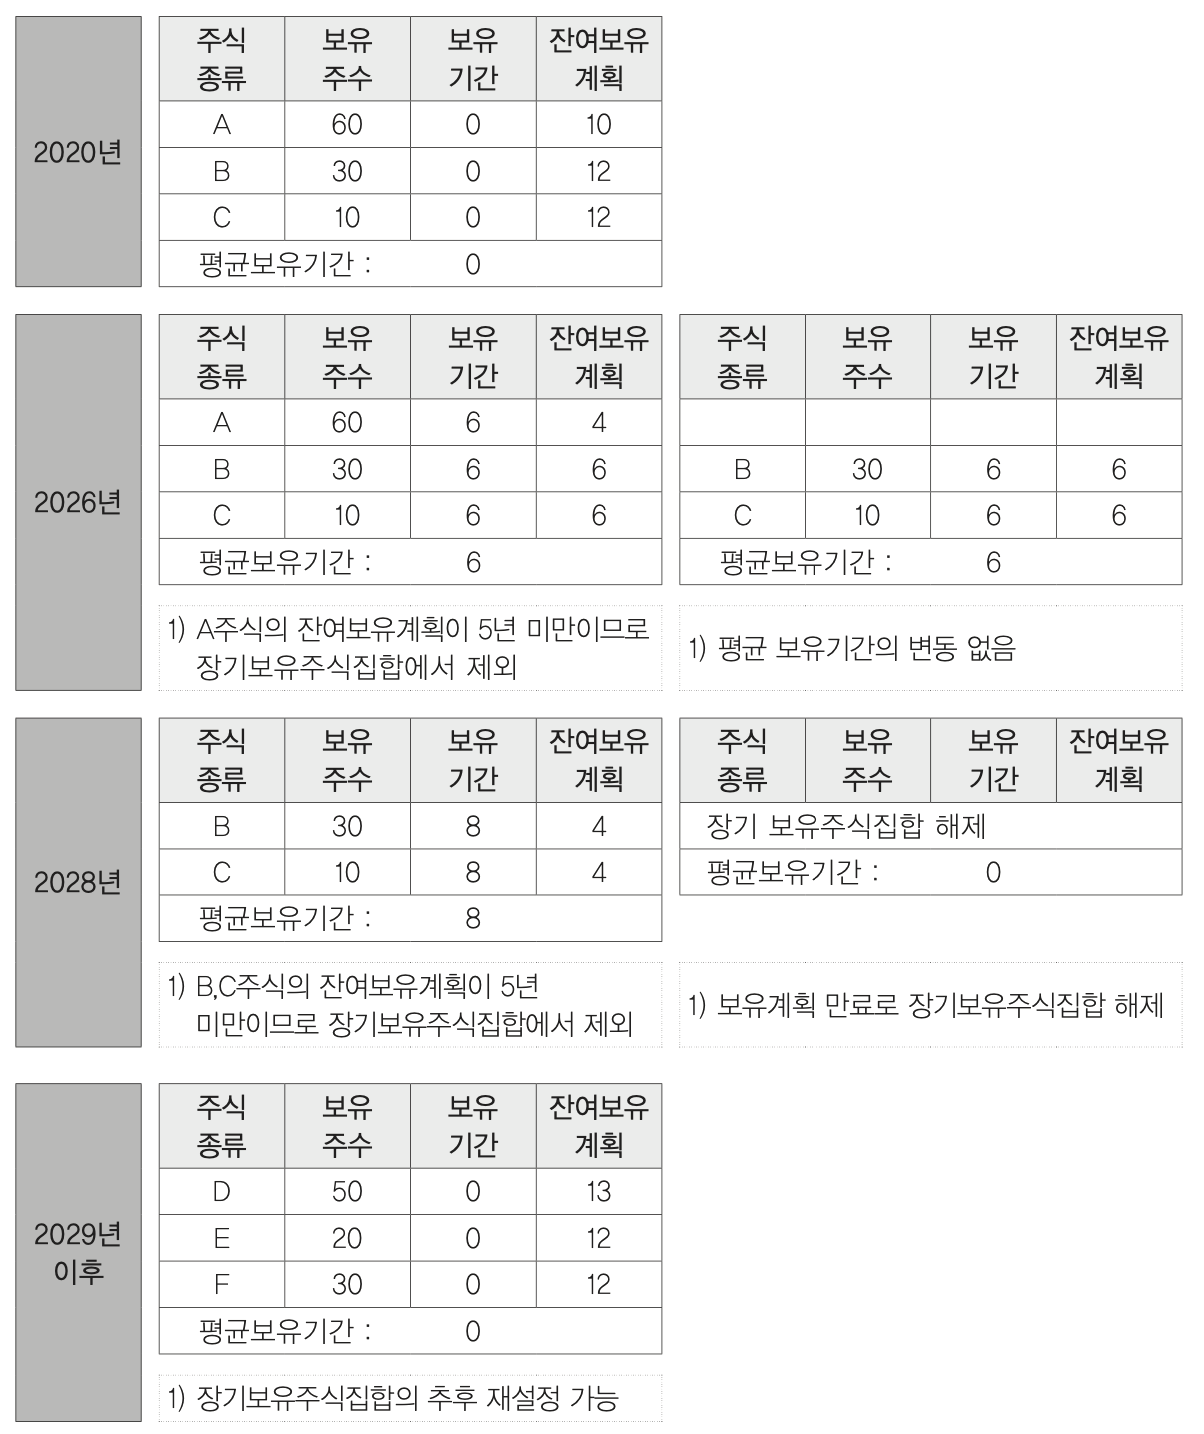 2020년
주식 종류 보유 주수 보유 기간 잔여보유 계획
A 60 0 10
B 30 0 12
C 10 0 12
평균보유기간 : 0
2026년
주식 종류 보유 주수 보유 기간 잔여보유 계획
A 60 6 4
B 30 6 6
C 10 6 6
평균보유기간 : 6
1) A주식의 잔여보유계획이 5년 미만이므로
장기보유주식집합에서 제외
주식 종류 보유 주수 보유 기간 잔여보유 계획
B 30 6 6
C 10 6 6
평균보유기간 : 6
1) 평균 보유기간의 변동 없음
2028년
주식 종류 보유 주수 보유 기간 잔여보유 계획
B 30 8 4
C 10 8 4
평균보유기간 : 8
1) B,C주식의 잔여보유계획이 5년
미만이므로 장기보유주식집합에서 제외
주식 종류 보유 주수 보유 기간 잔여보유 계획
장기 보유주식집합 해제
평균보유기간 : 0
1) 보유계획 만료로 장기보유주식집합 해제
2029년
이후
주식 종류 보유 주수 보유 기간 잔여보유 계획
D 50 0 13
E 20 0 12
F 30 0 12
평균보유기간 : 0
1) 장기보유주식집합의 추후 재설정 가능